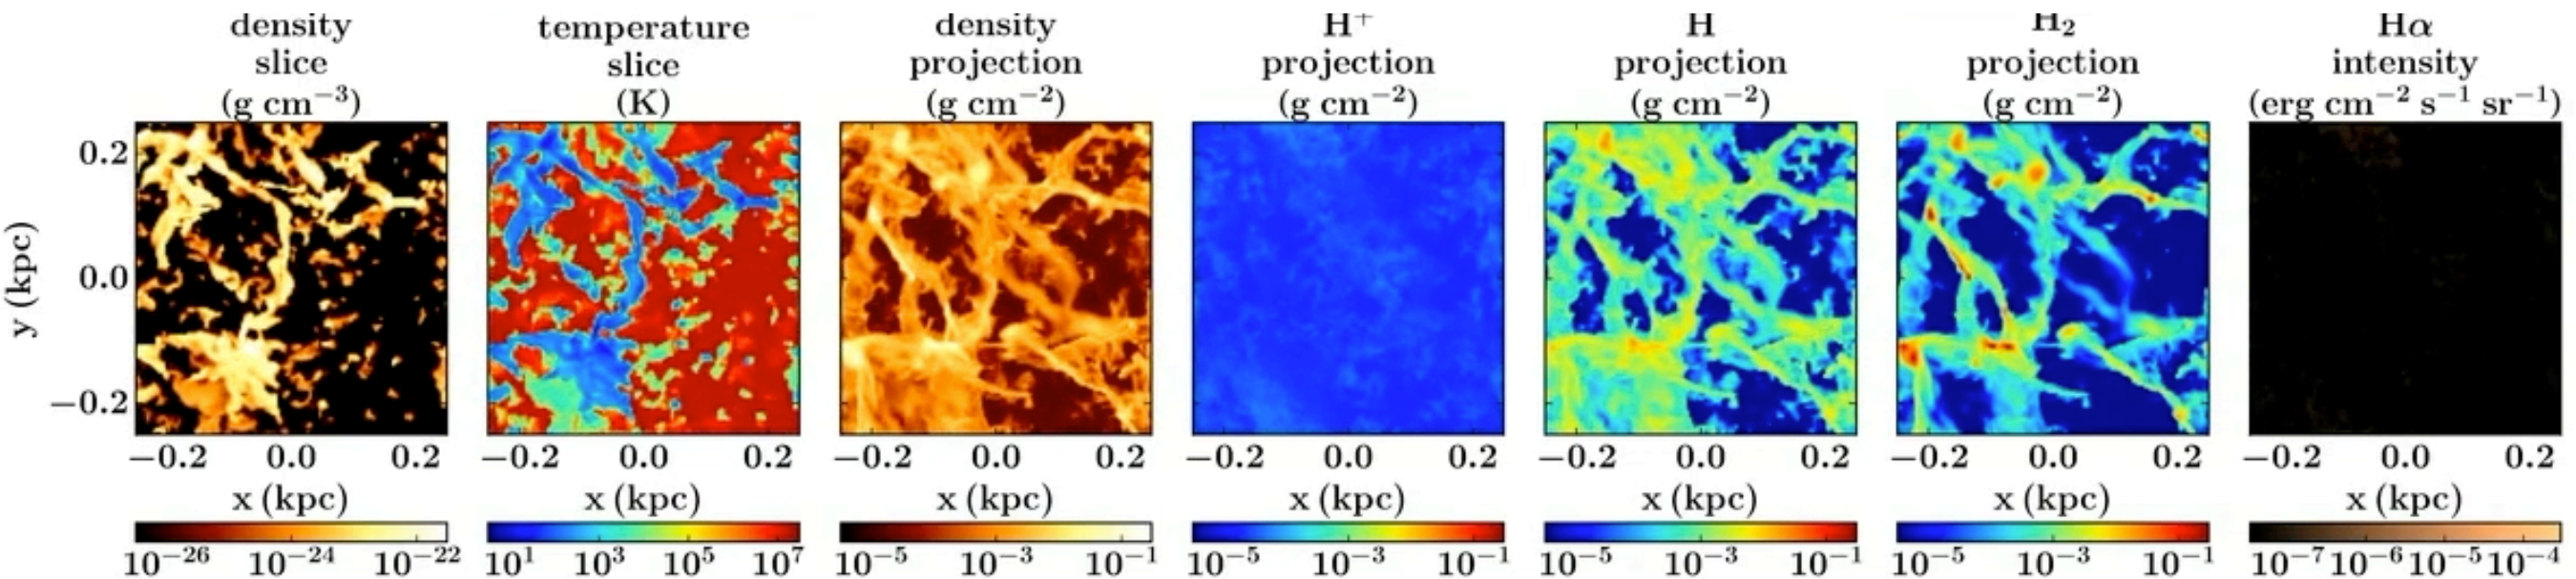 density
slice
(g cm⁻³)
temperature
slice
(K)
density
projection
(g cm⁻²)
H⁺
projection
(g cm⁻²)
H
projection
(g cm⁻²)
H₂
projection
(g cm⁻²)
Hα
intensity
(erg cm⁻² s⁻¹ sr⁻¹)
y (kpc)
0.2
0.0
−0.2
−0.2 0.0 0.2
−0.2 0.0 0.2
−0.2 0.0 0.2
−0.2 0.0 0.2
−0.2 0.0 0.2
−0.2 0.0 0.2
−0.2 0.0 0.2
x (kpc)
x (kpc)
x (kpc)
x (kpc)
x (kpc)
x (kpc)
x (kpc)
10⁻²⁶ 10⁻²⁴ 10⁻²²
10¹ 10³ 10⁵ 10⁷
10⁻⁵ 10⁻³ 10⁻¹
10⁻⁵ 10⁻³ 10⁻¹
10⁻⁵ 10⁻³ 10⁻¹
10⁻⁵ 10⁻³ 10⁻¹
10⁻⁷ 10⁻⁶ 10⁻⁵ 10⁻⁴